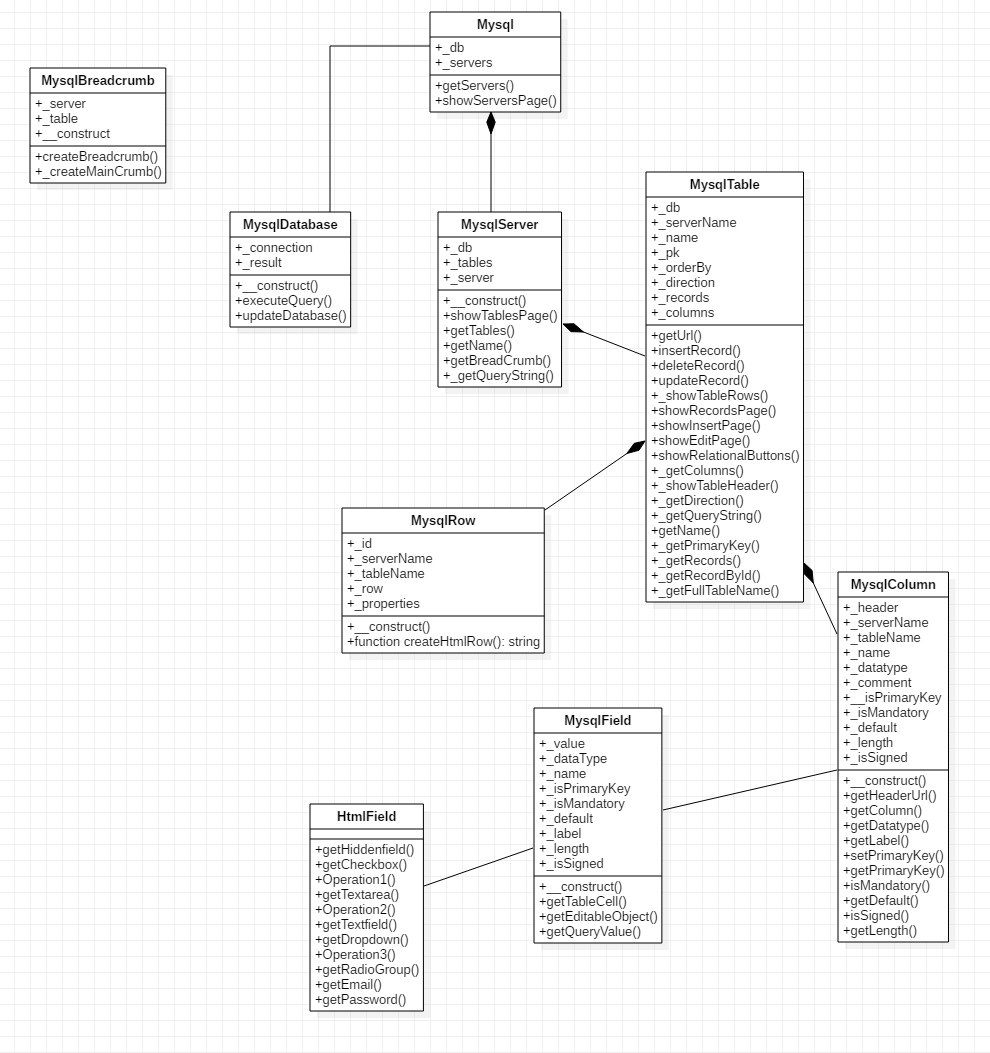 Mysql
+_db
+_servers
+getServers()
+showServersPage()
MysqlBreadcrumb
+_server
+_table
+__construct
+createBreadcrumb()
+_createMainCrumb()
MysqlDatabase
+_connection
+_result
+__construct()
+executeQuery()
+updateDatabase()
MysqlServer
+_db
+_tables
+_server
+__construct()
+showTablesPage()
+getTables()
+getName()
+getBreadCrumb()
+_getQueryString()
MysqlTable
+_db
+_serverName
+_name
+_pk
+_orderBy
+_direction
+_records
+_columns
+getUrl()
+insertRecord()
+deleteRecord()
+updateRecord()
+_showTableRows()
+showRecordsPage()
+showInsertPage()
+showEditPage()
+showRelationalButtons()
+_getColumns()
+_showTableHeader()
+_getDirection()
+_getQueryString()
+getName()
+_getPrimaryKey()
+_getRecords()
+_getRecordById()
+_getFullTableName()
MysqlRow
+_id
+_serverName
+_tableName
+_row
+_properties
+__construct()
+function createHtmlRow(): string
MysqlColumn
+_header
+_serverName
+_tableName
+_name
+_datatype
+_comment
+__isPrimaryKey
+_isMandatory
+_default
+_length
+_isSigned
+__construct()
+getHeaderUrl()
+getColumn()
+getDatatype()
+getLabel()
+setPrimaryKey()
+getPrimaryKey()
+isMandatory()
+getDefault()
+isSigned()
+getLength()
MysqlField
+_value
+_dataType
+_name
+_isPrimaryKey
+_isMandatory
+_default
+_label
+_length
+_isSigned
+__construct()
+getTableCell()
+getEditableObject()
+getQueryValue()
HtmlField
+getHiddenfield()
+getCheckbox()
+Operation1()
+getTextarea()
+Operation2()
+getTextfield()
+getDropdown()
+Operation3()
+getRadioGroup()
+getEmail()
+getPassword()